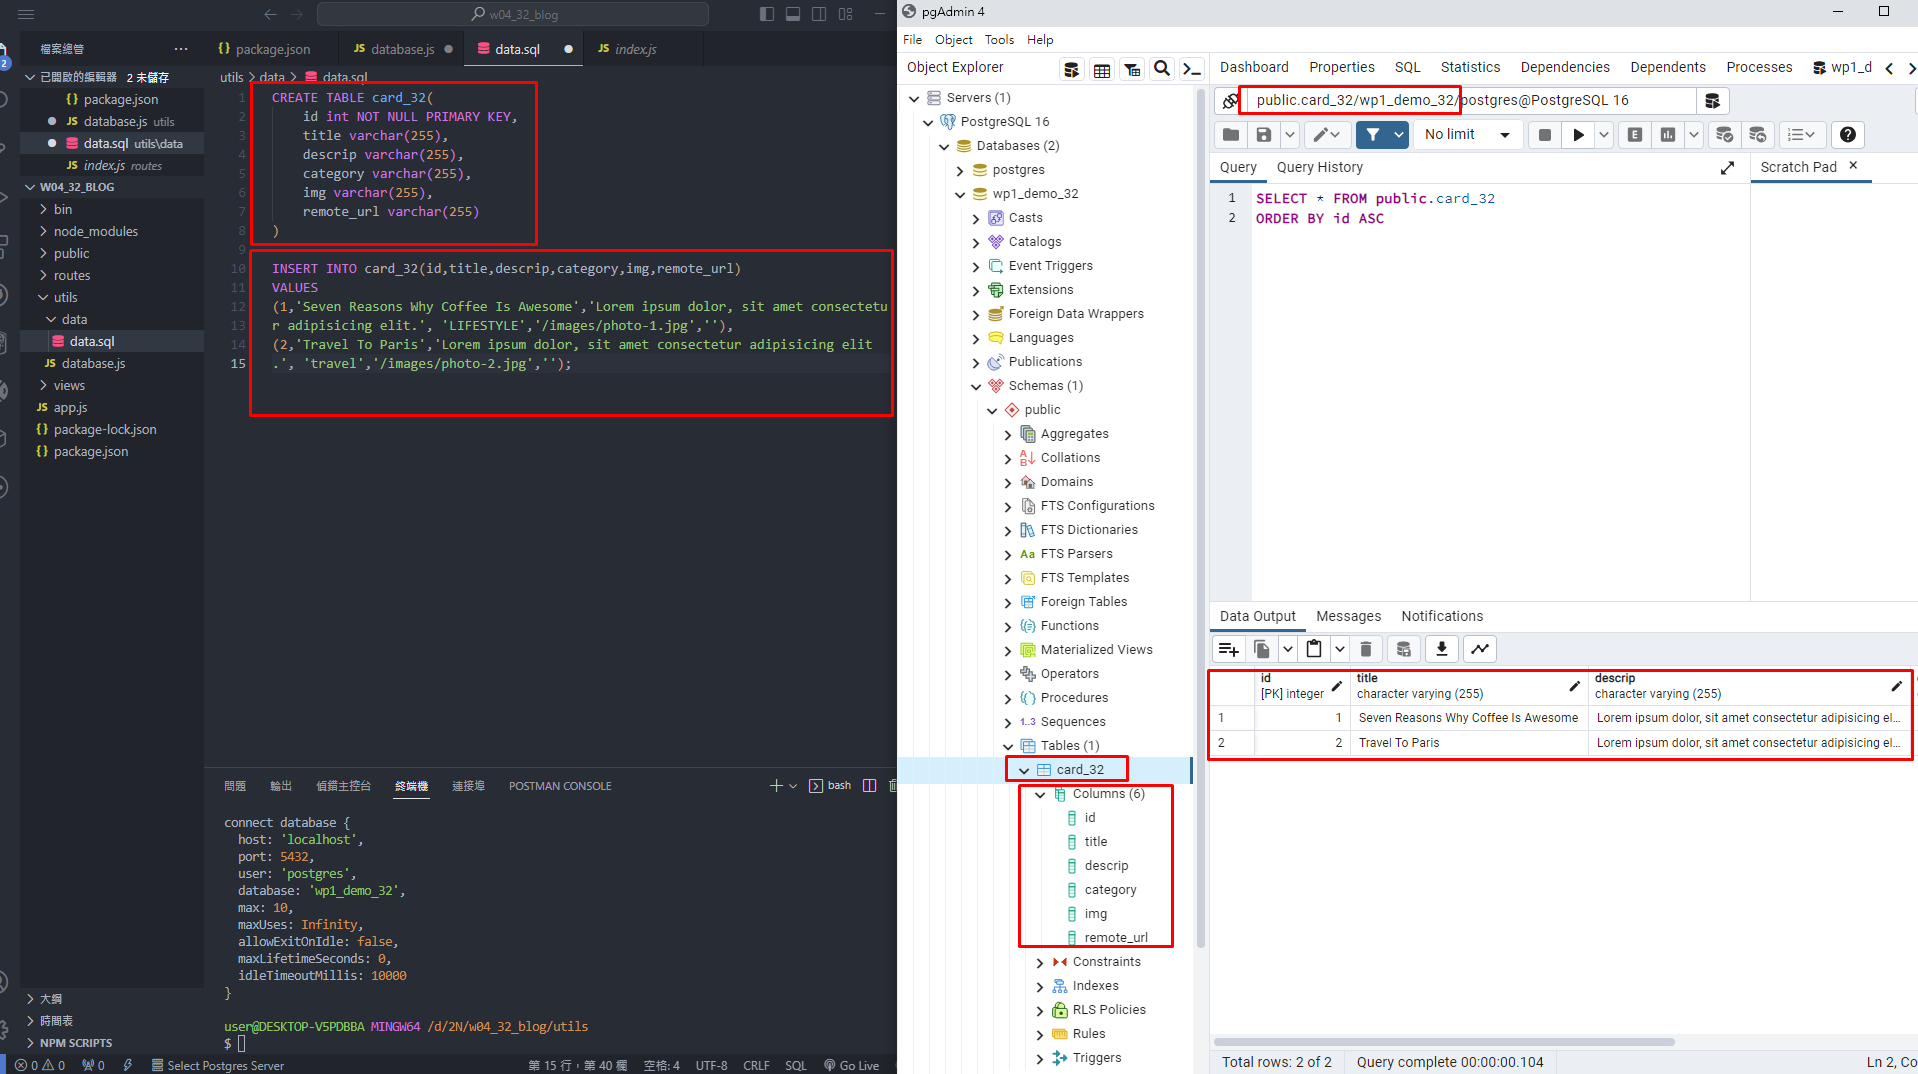 w04_32_blog
檔案總管
package.json
database.js
data.sql
index.js
已開啟的編輯器 2 未儲存
package.json
database.js utils
data.sql utils\data
index.js routes
W04_32_BLOG
bin
node_modules
public
routes
utils
data
data.sql
database.js
views
app.js
package-lock.json
package.json
大綱
時間表
NPM SCRIPTS
utils > data > data.sql
1 CREATE TABLE card_32(
2 id int NOT NULL PRIMARY KEY,
3 title varchar(255),
4 descrip varchar(255),
5 category varchar(255),
6 img varchar(255),
7 remote_url varchar(255)
8 )
9
10 INSERT INTO card_32(id,title,descrip,category,img,remote_url)
11 VALUES
12 (1,'Seven Reasons Why Coffee Is Awesome','Lorem ipsum dolor, sit amet consectetu
13 r adipisicing elit.', 'LIFESTYLE','/images/photo-1.jpg',''),
14 (2,'Travel To Paris','Lorem ipsum dolor, sit amet consectetur adipisicing elit
15 .', 'travel','/images/photo-2.jpg','');
問題 輸出 偵錯主控台 終端機 連接埠 POSTMAN CONSOLE bash
connect database {
host: 'localhost',
port: 5432,
user: 'postgres',
database: 'wp1_demo_32',
max: 10,
maxUses: Infinity,
allowExitOnIdle: false,
maxLifetimeSeconds: 0,
idleTimeoutMillis: 10000
}
user@DESKTOP-V5PDBBA MINGW64 /d/2N/w04_32_blog/utils
$
0 0 0 Select Postgres Server 第 15 行，第 40 欄 空格: 4 UTF-8 CRLF SQL Go Live
pgAdmin 4
File Object Tools Help
Object Explorer
Servers (1)
PostgreSQL 16
Databases (2)
postgres
wp1_demo_32
Casts
Catalogs
Event Triggers
Extensions
Foreign Data Wrappers
Languages
Publications
Schemas (1)
public
Aggregates
Collations
Domains
FTS Configurations
FTS Dictionaries
FTS Parsers
FTS Templates
Foreign Tables
Functions
Materialized Views
Operators
Procedures
Sequences
Tables (1)
card_32
Columns (6)
id
title
descrip
category
img
remote_url
Constraints
Indexes
RLS Policies
Rules
Triggers
Dashboard Properties SQL Statistics Dependencies Dependents Processes wp1_d
public.card_32/wp1_demo_32/postgres@PostgreSQL 16
No limit
Query Query History
Scratch Pad
1 SELECT * FROM public.card_32
2 ORDER BY id ASC
Data Output Messages Notifications
id title descrip
[PK] integer character varying (255) character varying (255)
1 1 Seven Reasons Why Coffee Is Awesome Lorem ipsum dolor, sit amet consectetur adipisicing el...
2 2 Travel To Paris Lorem ipsum dolor, sit amet consectetur adipisicing el...
Total rows: 2 of 2 Query complete 00:00:00.104 Ln 2, Co